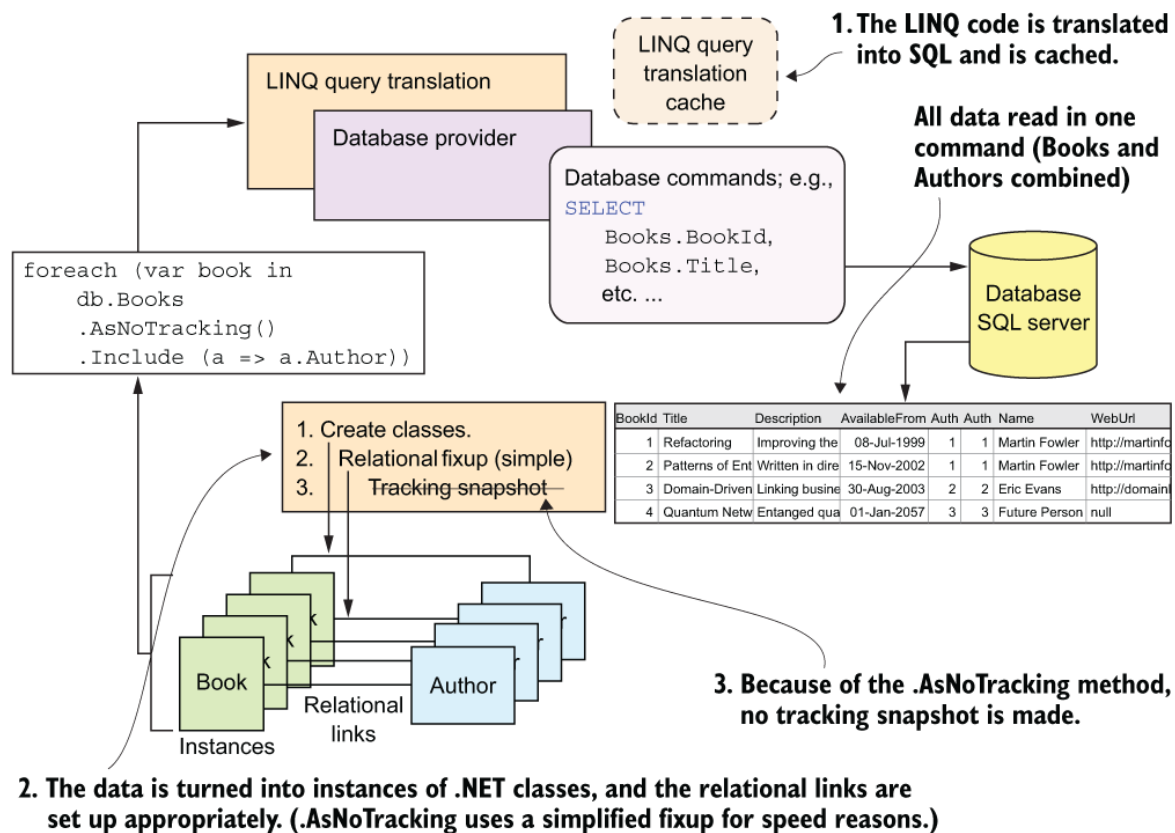 1. The LINQ code is translated
into SQL and is cached.
LINQ query
translation
cache
LINQ query translation
Database provider
All data read in one
command (Books and
Authors combined)
Database commands; e.g.,
SELECT
Books.BookId,
Books.Title,
etc. ...
foreach (var book in
db.Books
.AsNoTracking()
.Include (a => a.Author))
Database
SQL server
BookId Title Description AvailableFrom Auth Auth Name WebUrl
1 Refactoring Improving the 08-Jul-1999 1 1 Martin Fowler http://martinfo
2 Patterns of Ent Written in dire 15-Nov-2002 1 1 Martin Fowler http://martinfo
3 Domain-Driven Linking busine 30-Aug-2003 2 2 Eric Evans http://domainl
4 Quantum Netw Entanged qua 01-Jan-2057 3 3 Future Person null
1. Create classes.
2. Relational fixup (simple)
3. Tracking snapshot
Book
Author
Relational
links
Instances
3. Because of the .AsNoTracking method,
no tracking snapshot is made.
2. The data is turned into instances of .NET classes, and the relational links are
set up appropriately. (.AsNoTracking uses a simplified fixup for speed reasons.)